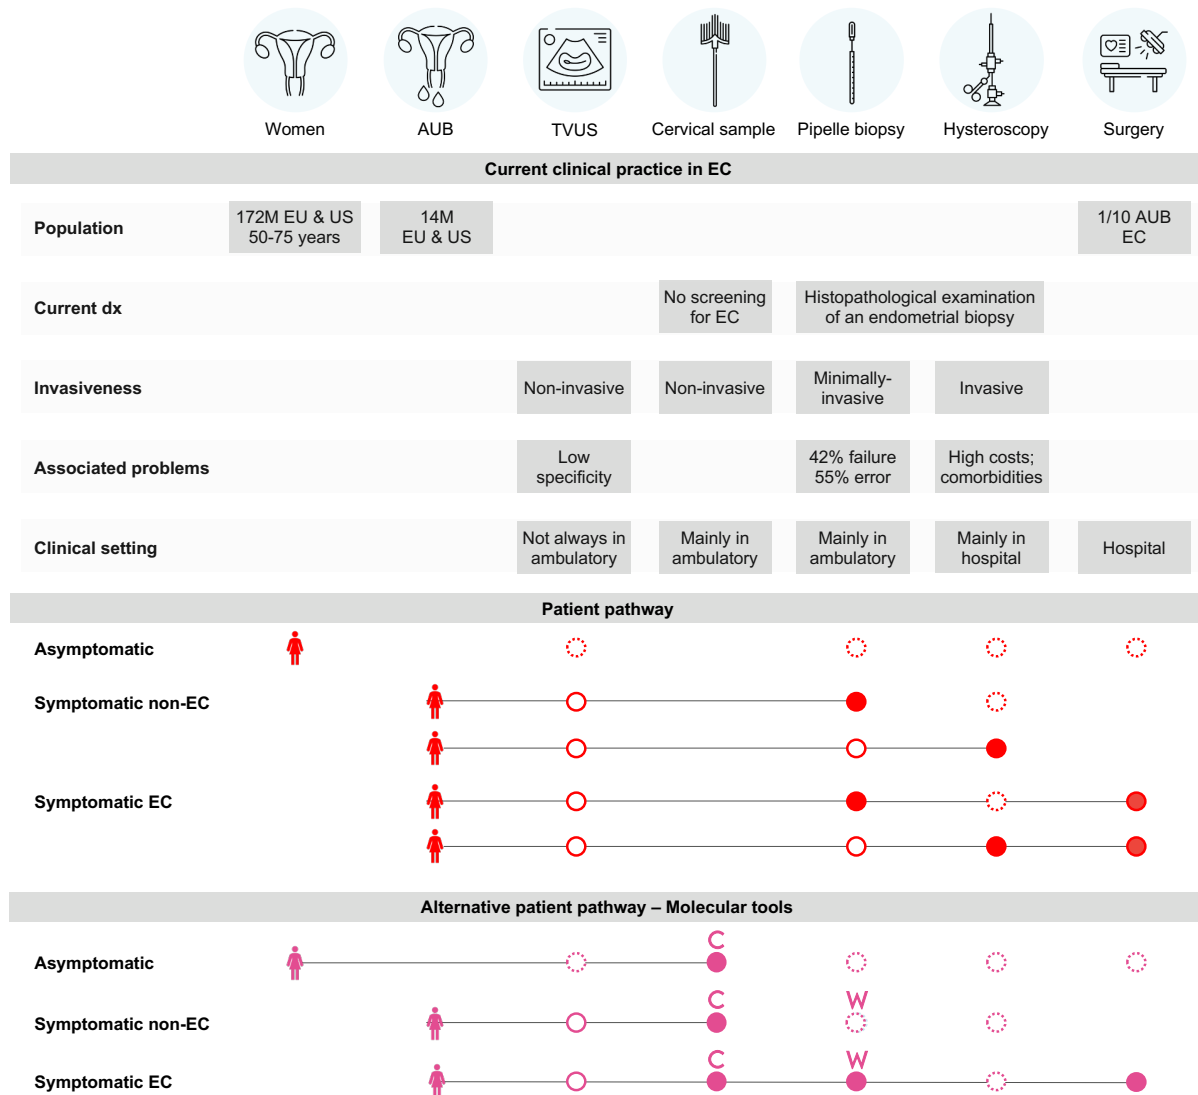 Women
AUB
TVUS
Cervical sample
Pipelle biopsy
Hysteroscopy
Surgery
Current clinical practice in EC
Population
172M EU & US
50-75 years
14M
EU & US
1/10 AUB
EC
Current dx
No screening
for EC
Histopathological examination
of an endometrial biopsy
Invasiveness
Non-invasive
Non-invasive
Minimally-
invasive
Invasive
Associated problems
Low
specificity
42% failure
55% error
High costs;
comorbidities
Clinical setting
Not always in
ambulatory
Mainly in
ambulatory
Mainly in
ambulatory
Mainly in
hospital
Hospital
Patient pathway
Asymptomatic
Symptomatic non-EC
Symptomatic EC
Alternative patient pathway – Molecular tools
C
Asymptomatic
C
W
Symptomatic non-EC
C
W
Symptomatic EC